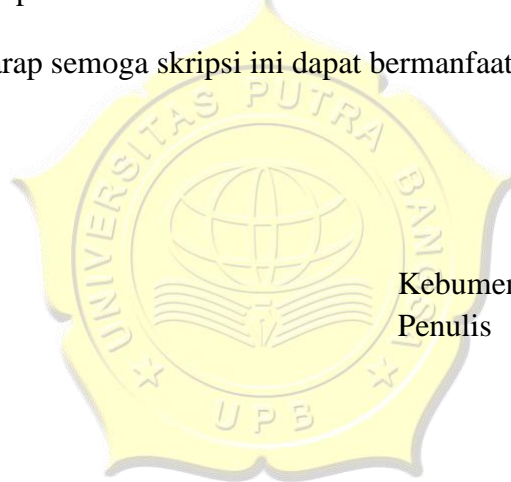 arap semoga skripsi ini dapat bermanfaat
UNIVERSITAS PUTRA BANGSA
Kebumen
Penulis
UPB